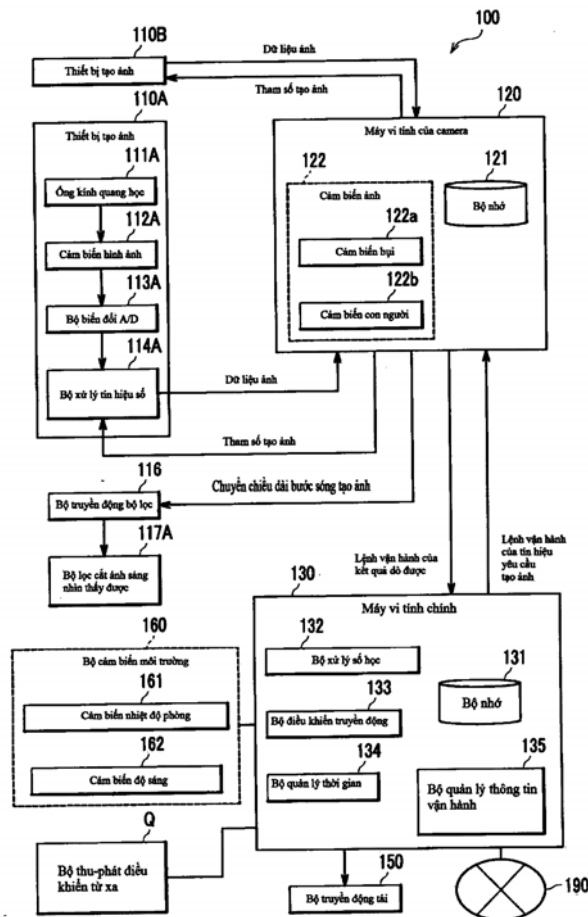 100
110B
Thiết bị tạo ảnh
Dữ liệu ảnh
Tham số tạo ảnh
110A
Thiết bị tạo ảnh
111A
Ống kính quang học
112A
Cảm biến hình ảnh
113A
Bộ biến đổi A/D
114A
Bộ xử lý tín hiệu số
120
Máy vi tính của camera
122
Cảm biến ảnh
122a
Cảm biến bụi
122b
Cảm biến con người
121
Bộ nhớ
Dữ liệu ảnh
Tham số tạo ảnh
116
Bộ truyền động bộ lọc
Chuyển chiều dài bước sóng tạo ảnh
117A
Bộ lọc cắt ánh sáng
nhìn thấy được
Lệnh vận hành của
kết quả dò được
Lệnh vận hành
của tín hiệu
yêu cầu
tạo ảnh
130
Máy vi tính chính
132
Bộ xử lý số học
131
Bộ nhớ
133
Bộ điều khiển truyền động
134
Bộ quản lý thời gian
135
Bộ quản lý thông tin
vận hành
160
Bộ cảm biến môi trường
161
Cảm biến nhiệt độ phòng
162
Cảm biến độ sáng
Q
Bộ thu-phát điều
khiển từ xa
150
Bộ truyền động tải
190